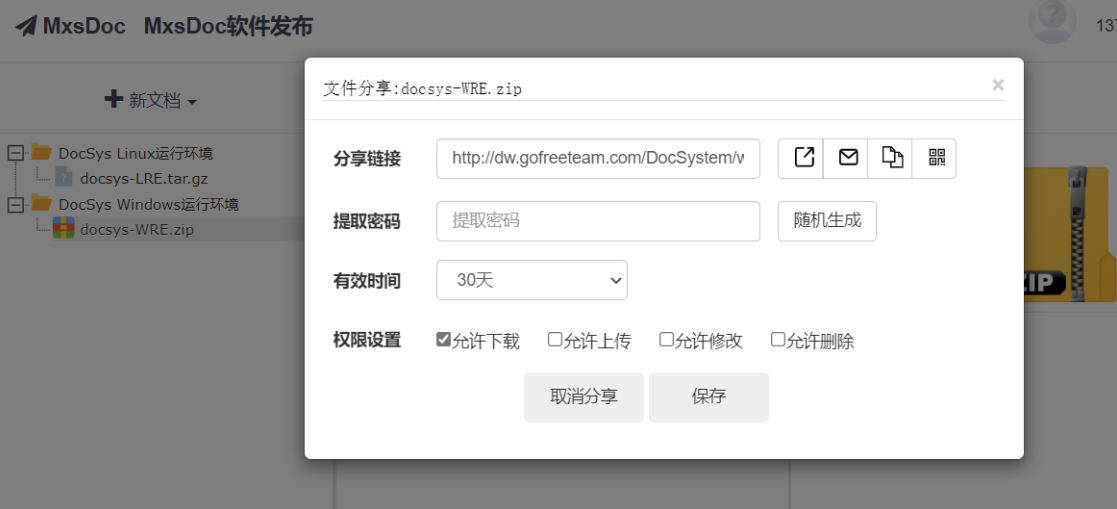 MxsDoc MxsDoc软件发布
137
新文档
DocSys Linux运行环境
docsys-LRE.tar.gz
DocSys Windows运行环境
docsys-WRE.zip
文件分享:docsys-WRE.zip
×
分享链接 http://dw.gofreeteam.com/DocSystem/w
提取密码 提取密码 随机生成
有效时间 30天
权限设置 允许下载 允许上传 允许修改 允许删除
取消分享 保存
ZIP